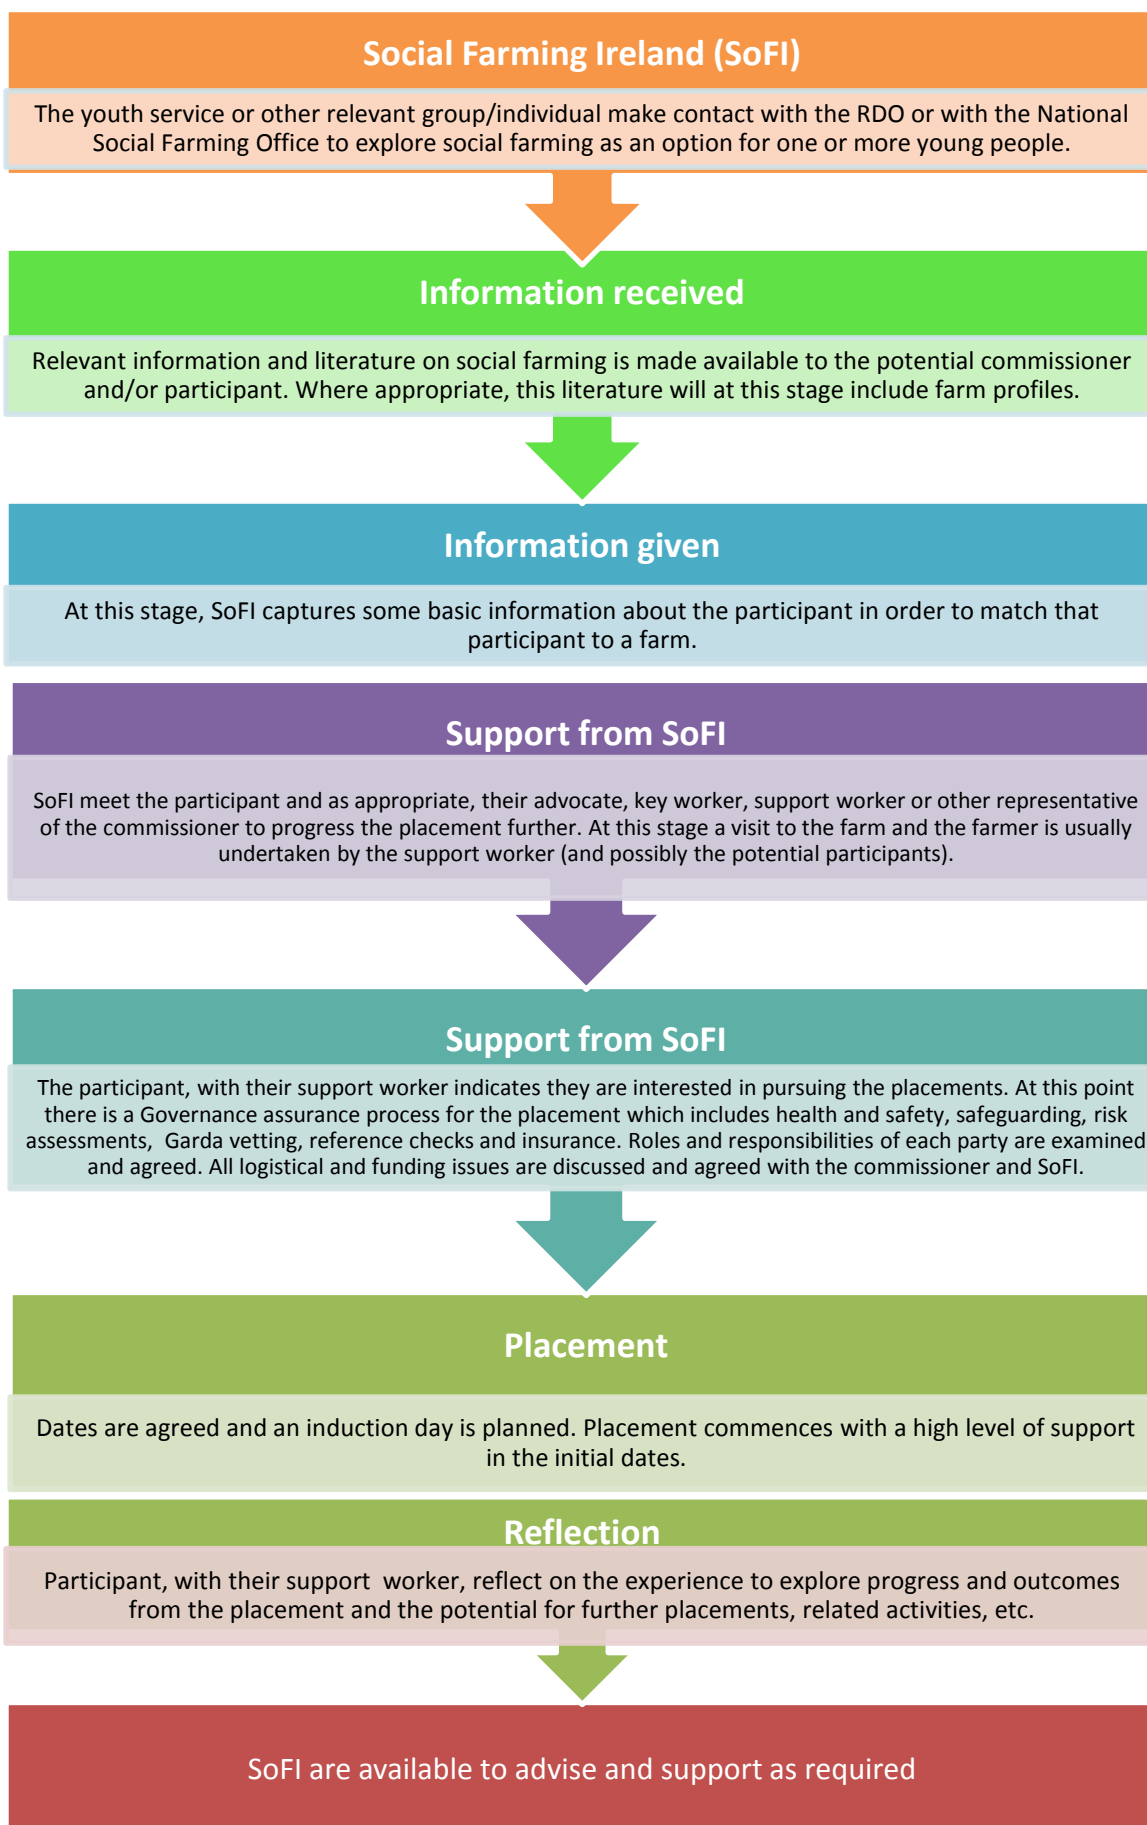 Social Farming Ireland (SoFI)
The youth service or other relevant group/individual make contact with the RDO or with the National
Social Farming Office to explore social farming as an option for one or more young people.
Information received
Relevant information and literature on social farming is made available to the potential commissioner
and/or participant. Where appropriate, this literature will at this stage include farm profiles.
Information given
At this stage, SoFI captures some basic information about the participant in order to match that
participant to a farm.
Support from SoFI
SoFI meet the participant and as appropriate, their advocate, key worker, support worker or other representative
of the commissioner to progress the placement further. At this stage a visit to the farm and the farmer is usually
undertaken by the support worker (and possibly the potential participants).
Support from SoFI
The participant, with their support worker indicates they are interested in pursuing the placements. At this point
there is a Governance assurance process for the placement which includes health and safety, safeguarding, risk
assessments, Garda vetting, reference checks and insurance. Roles and responsibilities of each party are examined
and agreed. All logistical and funding issues are discussed and agreed with the commissioner and SoFI.
Placement
Dates are agreed and an induction day is planned. Placement commences with a high level of support
in the initial dates.
Reflection
Participant, with their support worker, reflect on the experience to explore progress and outcomes
from the placement and the potential for further placements, related activities, etc.
SoFI are available to advise and support as required